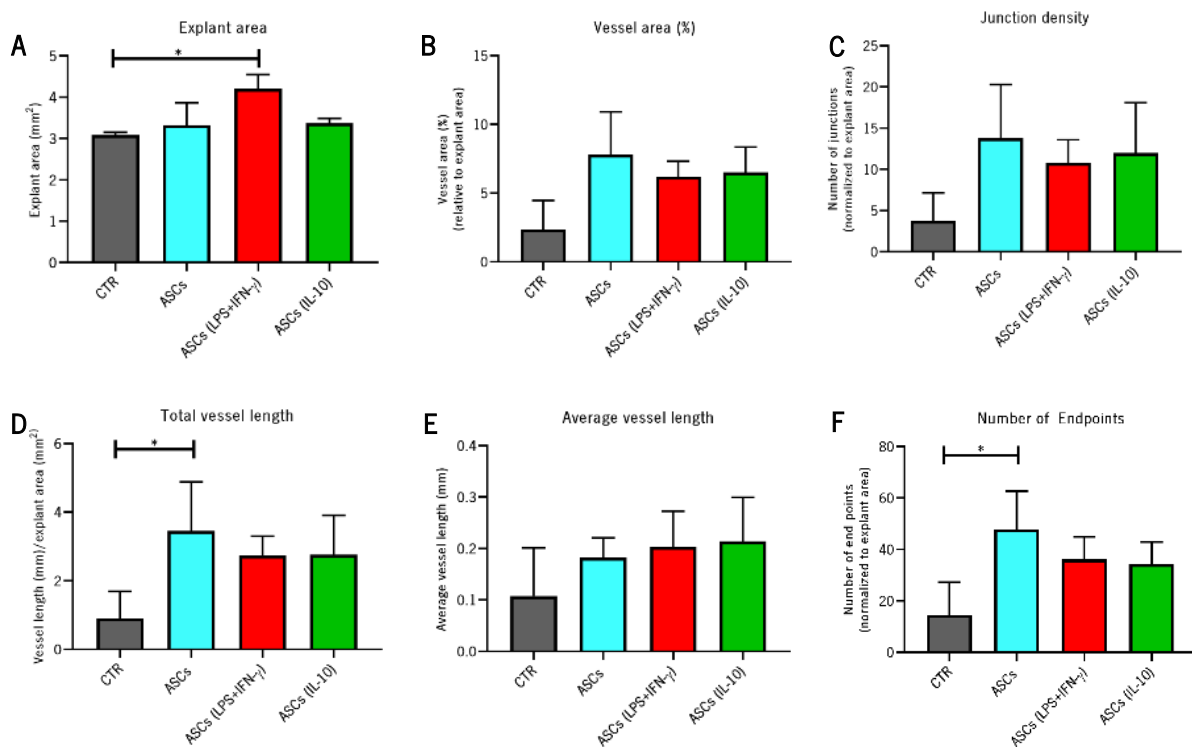 A
Explant area
*
Explant area (mm²)
5
4
3
2
1
0
CTR
ASCs
ASCs (LPS+IFN-γ)
ASCs (IL-10)
B
Vessel area (%)
Vessel area (%)
(relative to explant area)
15
10
5
0
CTR
ASCs
ASCs (LPS+IFN-γ)
ASCs (IL-10)
C
Junction density
Number of junctions
(normalized to explant area)
25
20
15
10
5
0
CTR
ASCs
ASCs (LPS+IFN-γ)
ASCs (IL-10)
D
Total vessel length
*
Vessel length (mm)/explant area (mm²)
6
4
2
0
CTR
ASCs
ASCs (LPS+IFN-γ)
ASCs (IL-10)
E
Average vessel length
Average vessel length (mm)
0.4
0.3
0.2
0.1
0.0
CTR
ASCs
ASCs (LPS+IFN-γ)
ASCs (IL-10)
F
Number of Endpoints
*
Number of end points
(normalized to explant area)
80
60
40
20
0
CTR
ASCs
ASCs (LPS+IFN-γ)
ASCs (IL-10)